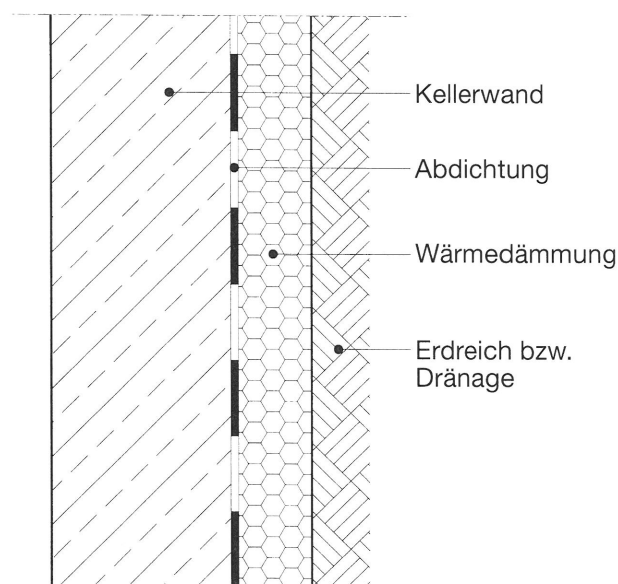 Kellerwand
Abdichtung
Wärmedämmung
Erdreich bzw.
Dränage